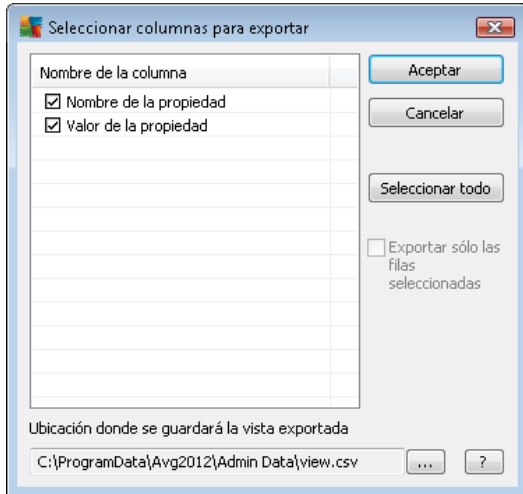 Seleccionar columnas para exportar
Nombre de la columna
Nombre de la propiedad
Valor de la propiedad
Aceptar
Cancelar
Seleccionar todo
Exportar sólo las
filas
seleccionadas
Ubicación donde se guardará la vista exportada
C:\ProgramData\Avg2012\Admin Data\view.csv
...
?